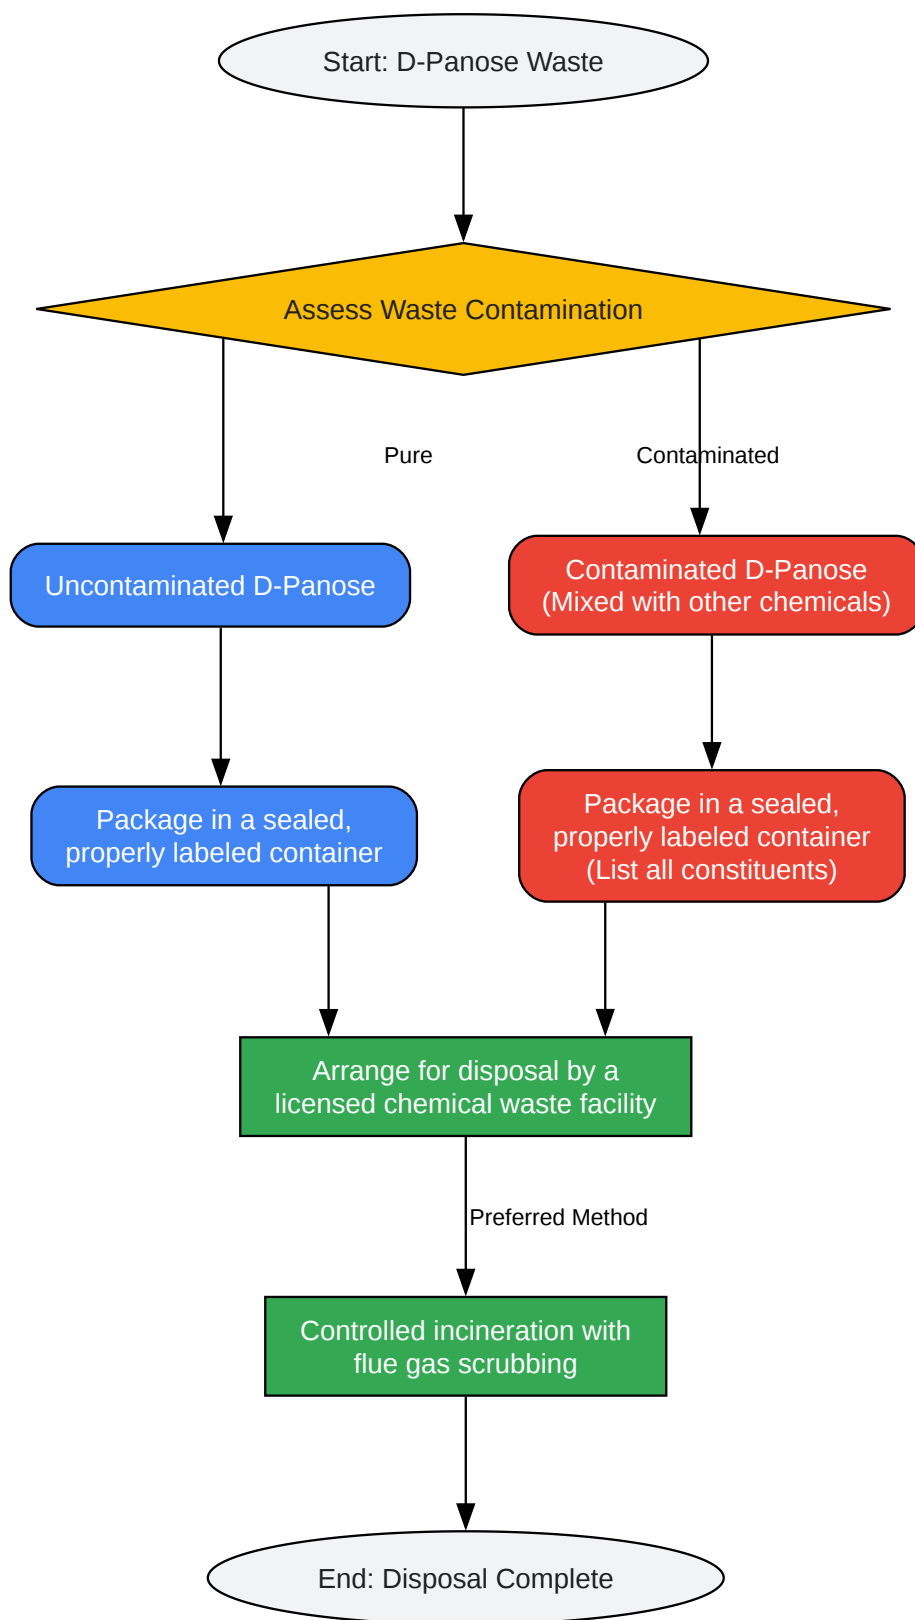 Start: D-Panose Waste
Assess Waste Contamination
Pure
Contaminated
Uncontaminated D-Panose
Contaminated D-Panose
(Mixed with other chemicals)
Package in a sealed,
properly labeled container
Package in a sealed,
properly labeled container
(List all constituents)
Arrange for disposal by a
licensed chemical waste facility
Preferred Method
Controlled incineration with
flue gas scrubbing
End: Disposal Complete